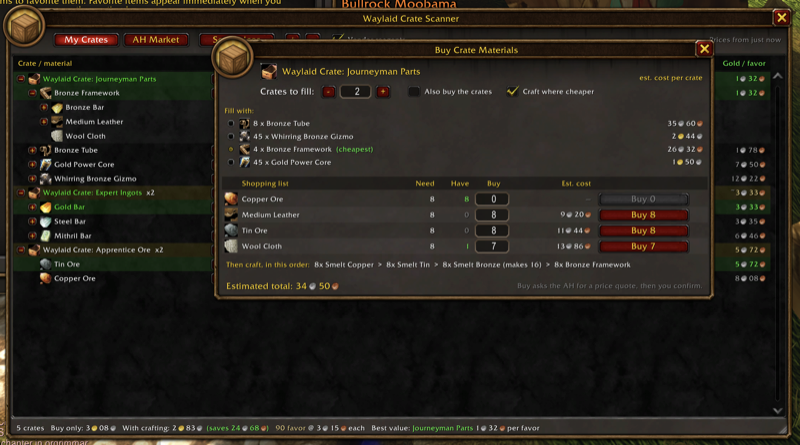 ms to favorite them. Favorite items appear immediately when you
Bullrock Moobama
Waylaid Crate Scanner
My Crates
AH Market
Prices from just now
Crate / material
Gold / favor
Waylaid Crate: Journeyman Parts
1 32
Bronze Framework
1 32
Bronze Bar
Medium Leather
Wool Cloth
Bronze Tube
1 78
Gold Power Core
7 50
Whirring Bronze Gizmo
12 22
Waylaid Crate: Expert Ingots x2
3 33
Gold Bar
3 33
Steel Bar
3 35
Mithril Bar
6 46
Waylaid Crate: Apprentice Ore x2
5 72
Tin Ore
5 72
Copper Ore
8 08
Buy Crate Materials
Waylaid Crate: Journeyman Parts
est. cost per crate
Crates to fill: - 2 + Also buy the crates Craft where cheaper
Fill with:
8 x Bronze Tube 35 60
45 x Whirring Bronze Gizmo 2 44
4 x Bronze Framework (cheapest) 26 32
45 x Gold Power Core 1 50
Shopping list Need Have Buy Est. cost
Copper Ore 8 8 0 – Buy 0
Medium Leather 8 0 8 9 20 Buy 8
Tin Ore 8 0 8 11 44 Buy 8
Wool Cloth 8 1 7 13 86 Buy 7
Then craft, in this order: 8x Smelt Copper > 8x Smelt Tin > 8x Smelt Bronze (makes 16) > 8x Bronze Framework
Estimated total: 34 50
Buy asks the AH for a price quote, then you confirm.
5 crates Buy only: 3 08 With crafting: 2 83 (saves 24 68) 90 favor @ 3 15 each Best value: Journeyman Parts 1 32 per favor